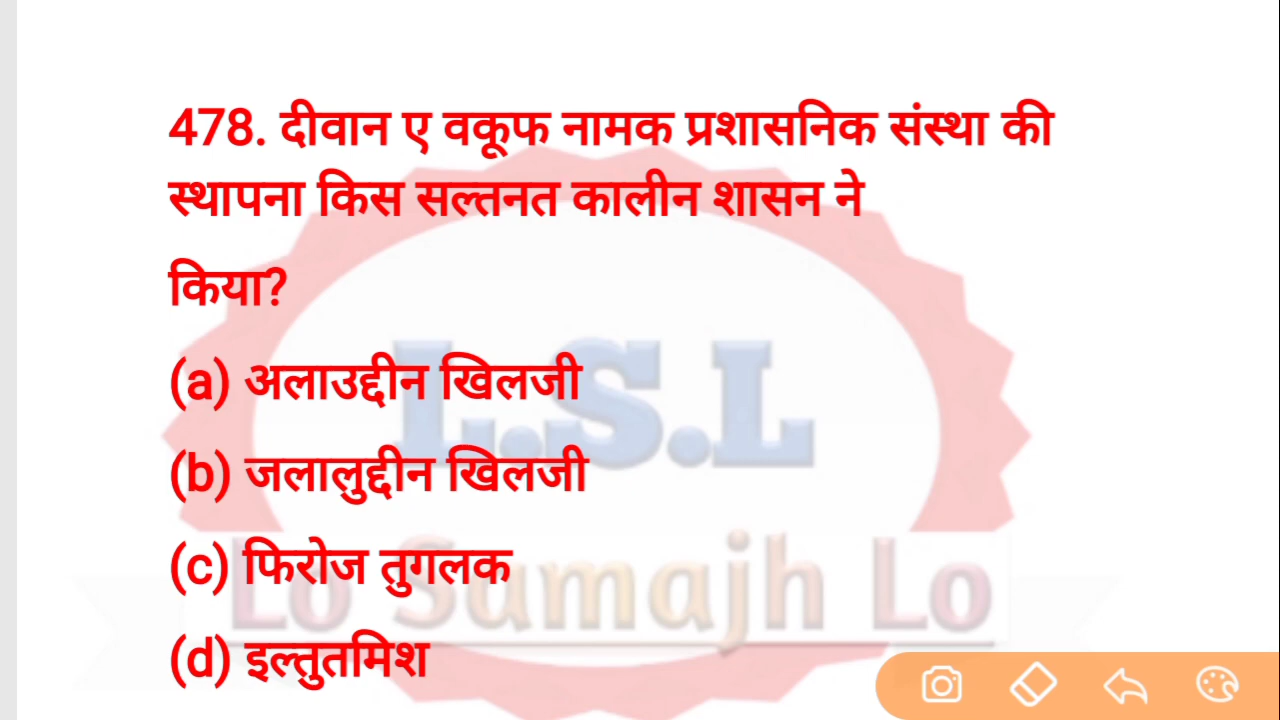 478. दीवान ए वकूफ नामक प्रशासनिक संस्था की
स्थापना किस सल्तनत कालीन शासन ने
किया?
(a) अलाउद्दीन खिलजी
L.S.L
(b) जलालुद्दीन खिलजी
(c) फिरोज तुगलक
Lo Samajh Lo
(d) इल्तुतमिश